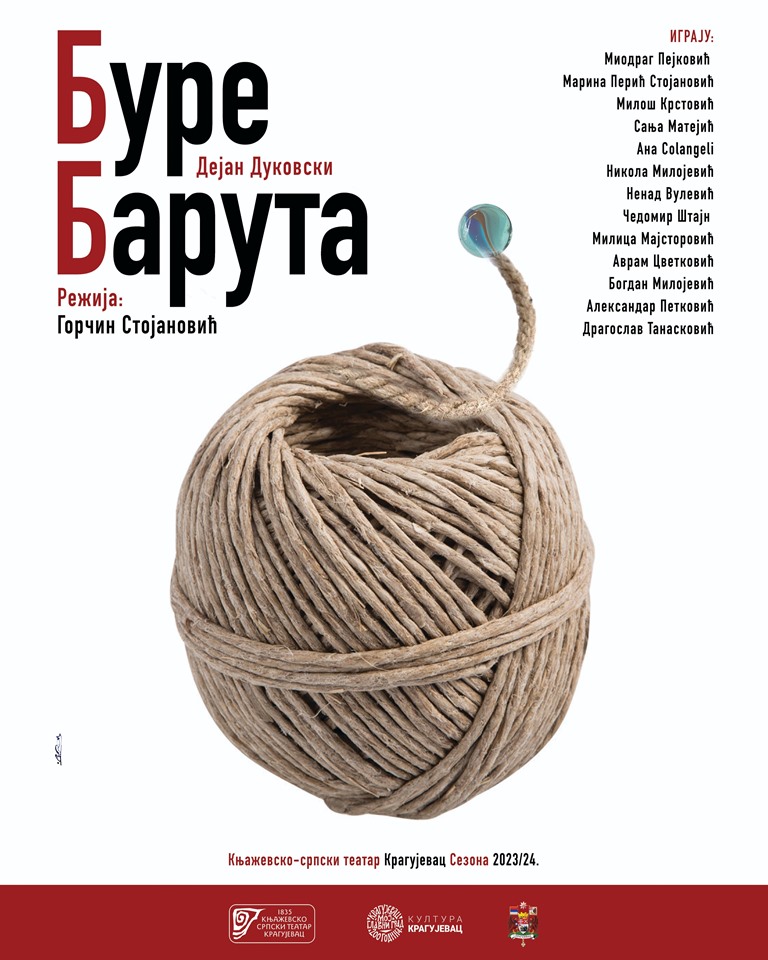 Буре
Дејан Дуковски
Барута
Режија:
Горчин Стојановић
ИГРАЈУ:
Миодраг Пејковић
Марина Перић Стојановић
Милош Крстовић
Сања Матејић
Ана Colangeli
Никола Милојевић
Ненад Вулевић
Чедомир Штајн
Милица Мајсторовић
Аврам Цветковић
Богдан Милојевић
Александар Петковић
Драгослав Танасковић
Књажевско-српски театар Крагујевац Сезона 2023/24.
1835
КЊАЖЕВСКО
СРПСКИ ТЕАТАР
КРАГУЈЕВАЦ
КУЛТУРА
КРАГУЈЕВАЦ